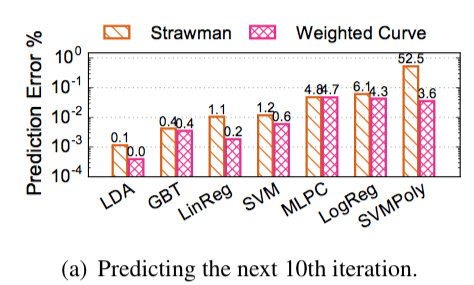 Strawman Weighted Curve
Prediction Error %
10^0
10^-1
10^-2
10^-3
10^-4
0.1 0.0 0.4 0.4 1.1 0.2 1.2 0.6 4.8 4.7 6.1 4.3 52.5 3.6
LDA GBT LinReg SVM MLPC LogReg SVMPoly
(a) Predicting the next 10th iteration.